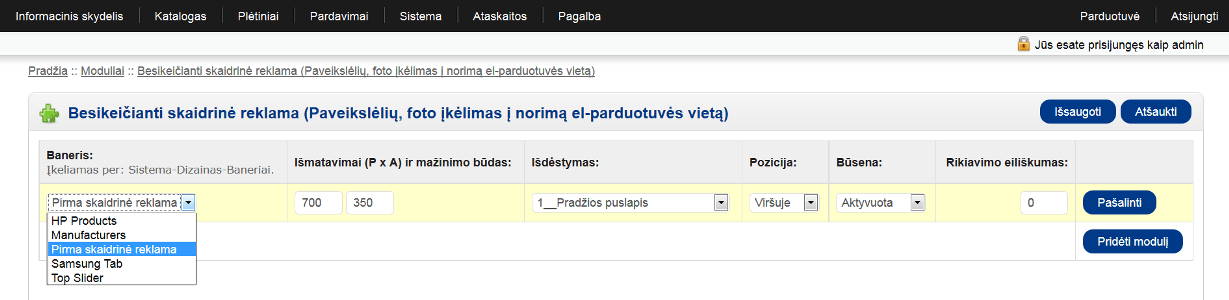 Informacinis skydelis Katalogas Plėtiniai Pardavimai Sistema Ataskaitos Pagalba Parduotuvė Atsijungti
Jūs esate prisijungęs kaip admin
Pradžia :: Moduliai :: Besikeičianti skaidrinė reklama (Paveikslėlių, foto įkėlimas į norimą el-parduotuvės vietą)
Besikeičianti skaidrinė reklama (Paveikslėlių, foto įkėlimas į norimą el-parduotuvės vietą) Išsaugoti Atšaukti
Baneris: Išmatavimai (P x A) ir mažinimo būdas: Išdėstymas: Pozicija: Būsena: Rikiavimo eiliškumas:
Įkeliamas per: Sistema-Dizainas-Baneriai.
Pirma skaidrinė reklama 700 350 1__Pradžios puslapis Viršuje Aktyvuota 0 Pašalinti
HP Products
Manufacturers
Pirma skaidrinė reklama Pridėti modulį
Samsung Tab
Top Slider